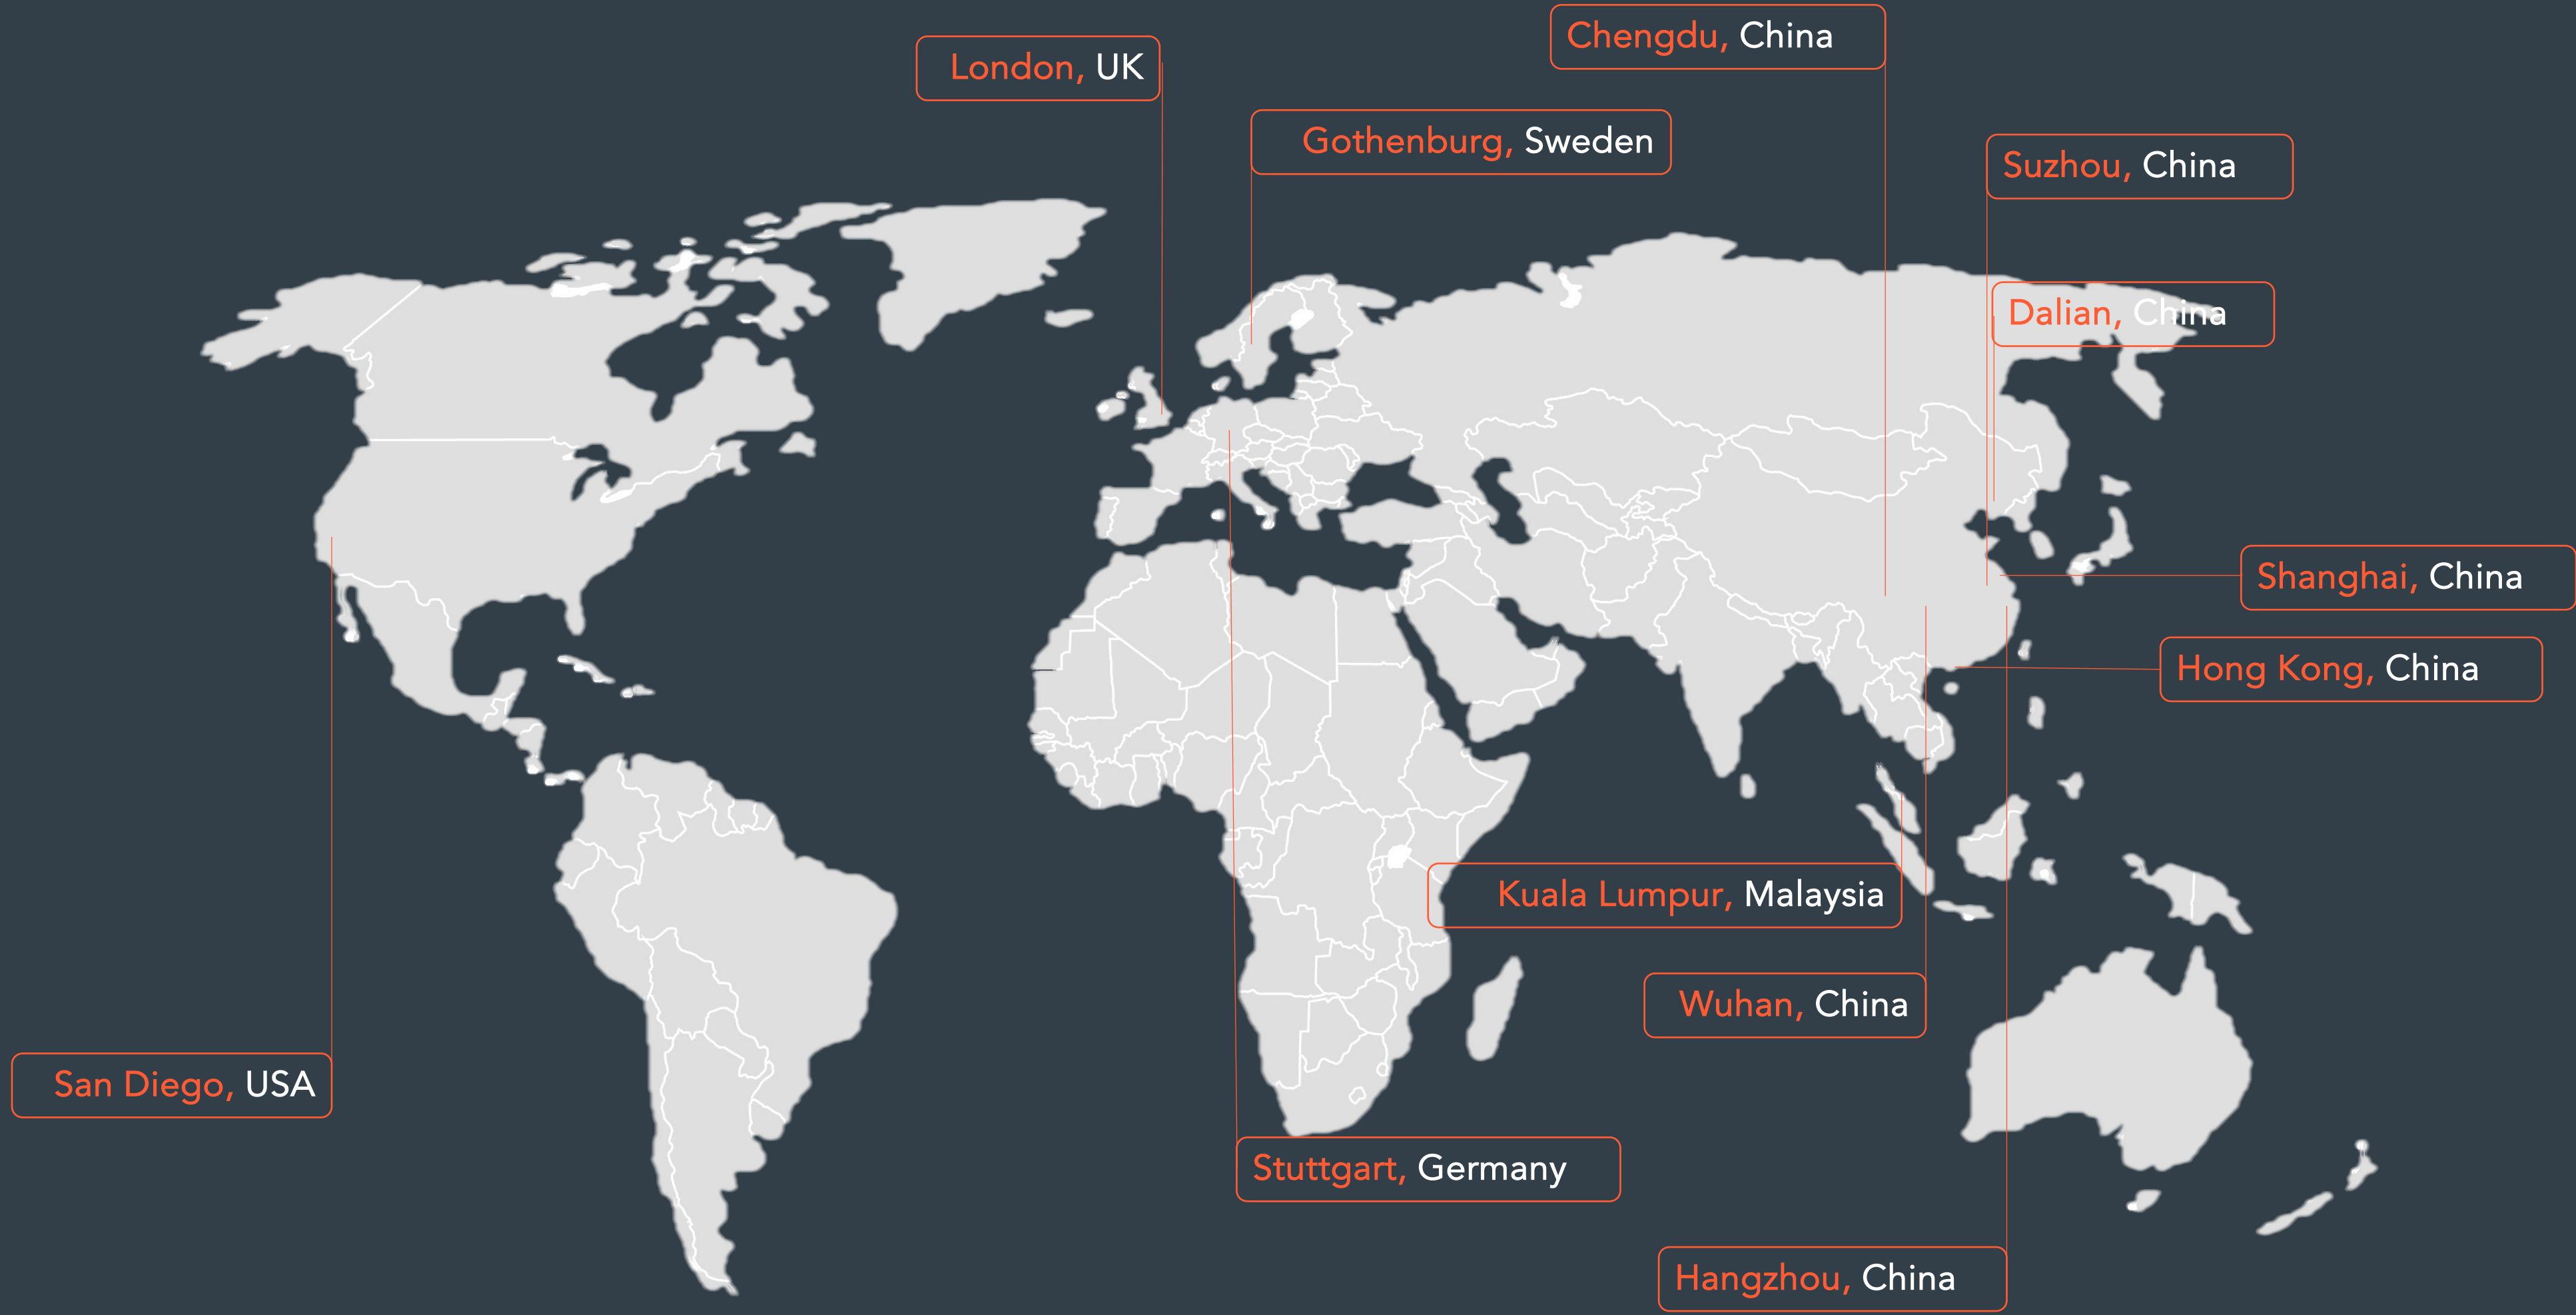 Chengdu, China
London, UK
Gothenburg, Sweden
Suzhou, China
Dalian, China
Shanghai, China
Hong Kong, China
Kuala Lumpur, Malaysia
Wuhan, China
San Diego, USA
Stuttgart, Germany
Hangzhou, China